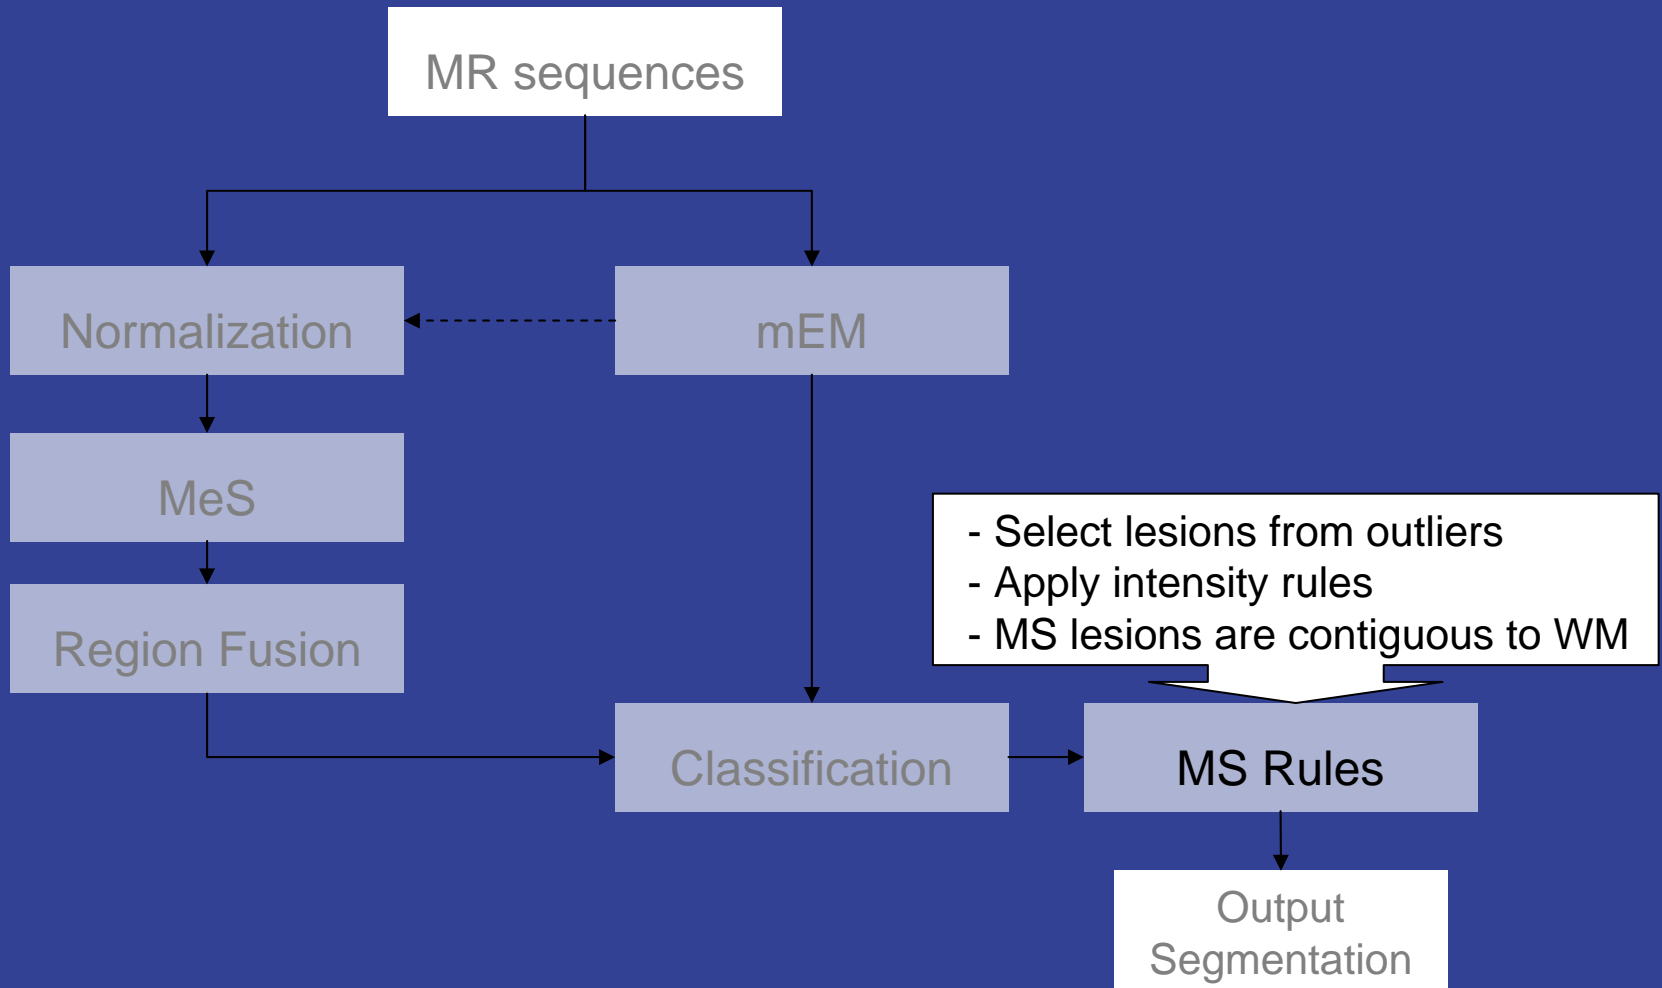 MR sequences
Normalization
mEM
MeS
- Select lesions from outliers
- Apply intensity rules
- MS lesions are contiguous to WM
Region Fusion
Classification
MS Rules
Output
Segmentation